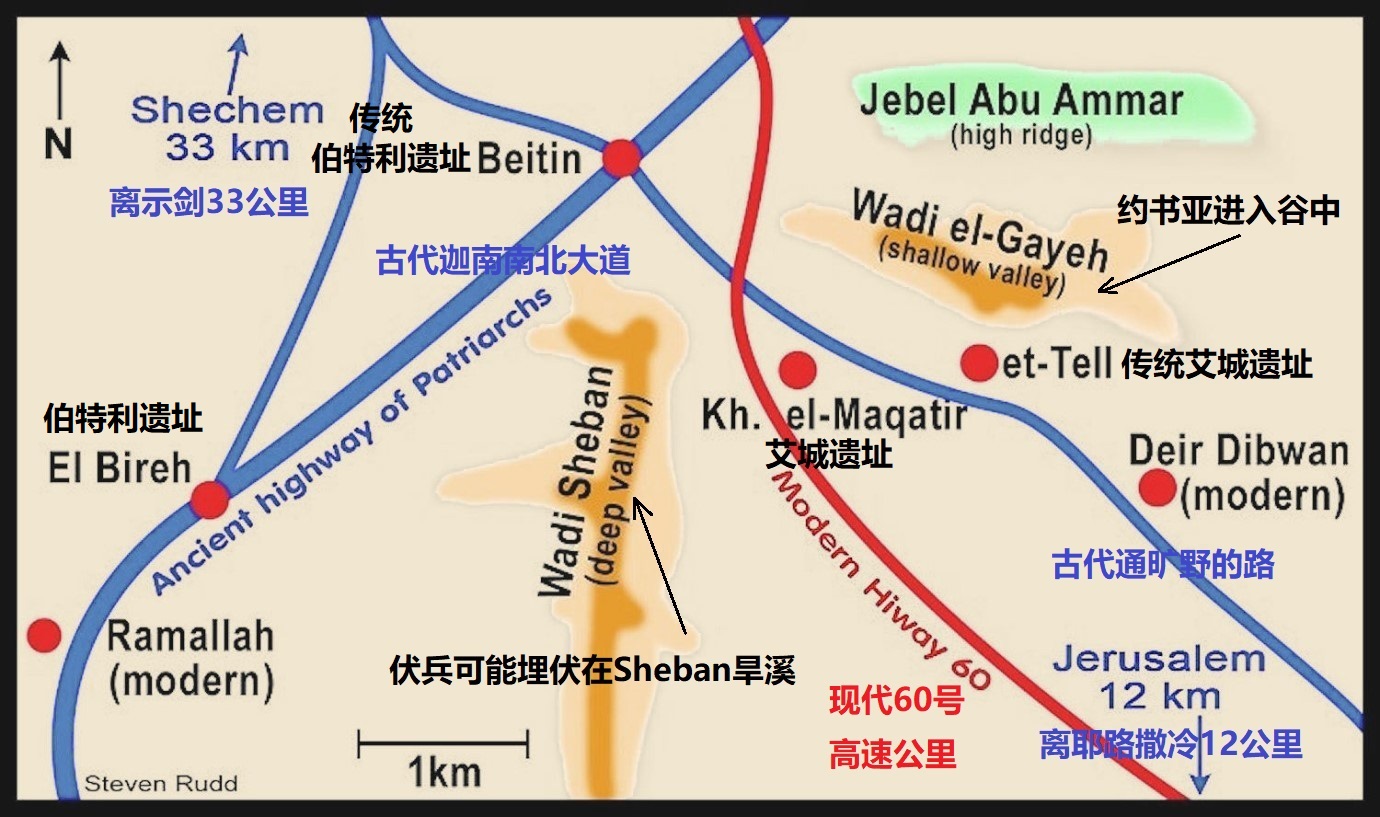 N
Shechem
33 km
离示剑33公里
传统
伯特利遗址 Beitin
Jebel Abu Ammar
(high ridge)
Wadi el-Gayeh
(shallow valley)
约书亚进入谷中
古代迦南南北大道
Ancient highway of Patriarchs
et-Tell 传统艾城遗址
Kh. el-Maqatir
艾城遗址
伯特利遗址
El Bireh
Wadi Sheban
(deep valley)
Deir Dibwan
(modern)
Modern Hiway 60
古代通旷野的路
Ramallah
(modern)
伏兵可能埋伏在Sheban旱溪
现代60号
高速公里
Jerusalem
12 km
离耶路撒冷12公里
1km
Steven Rudd